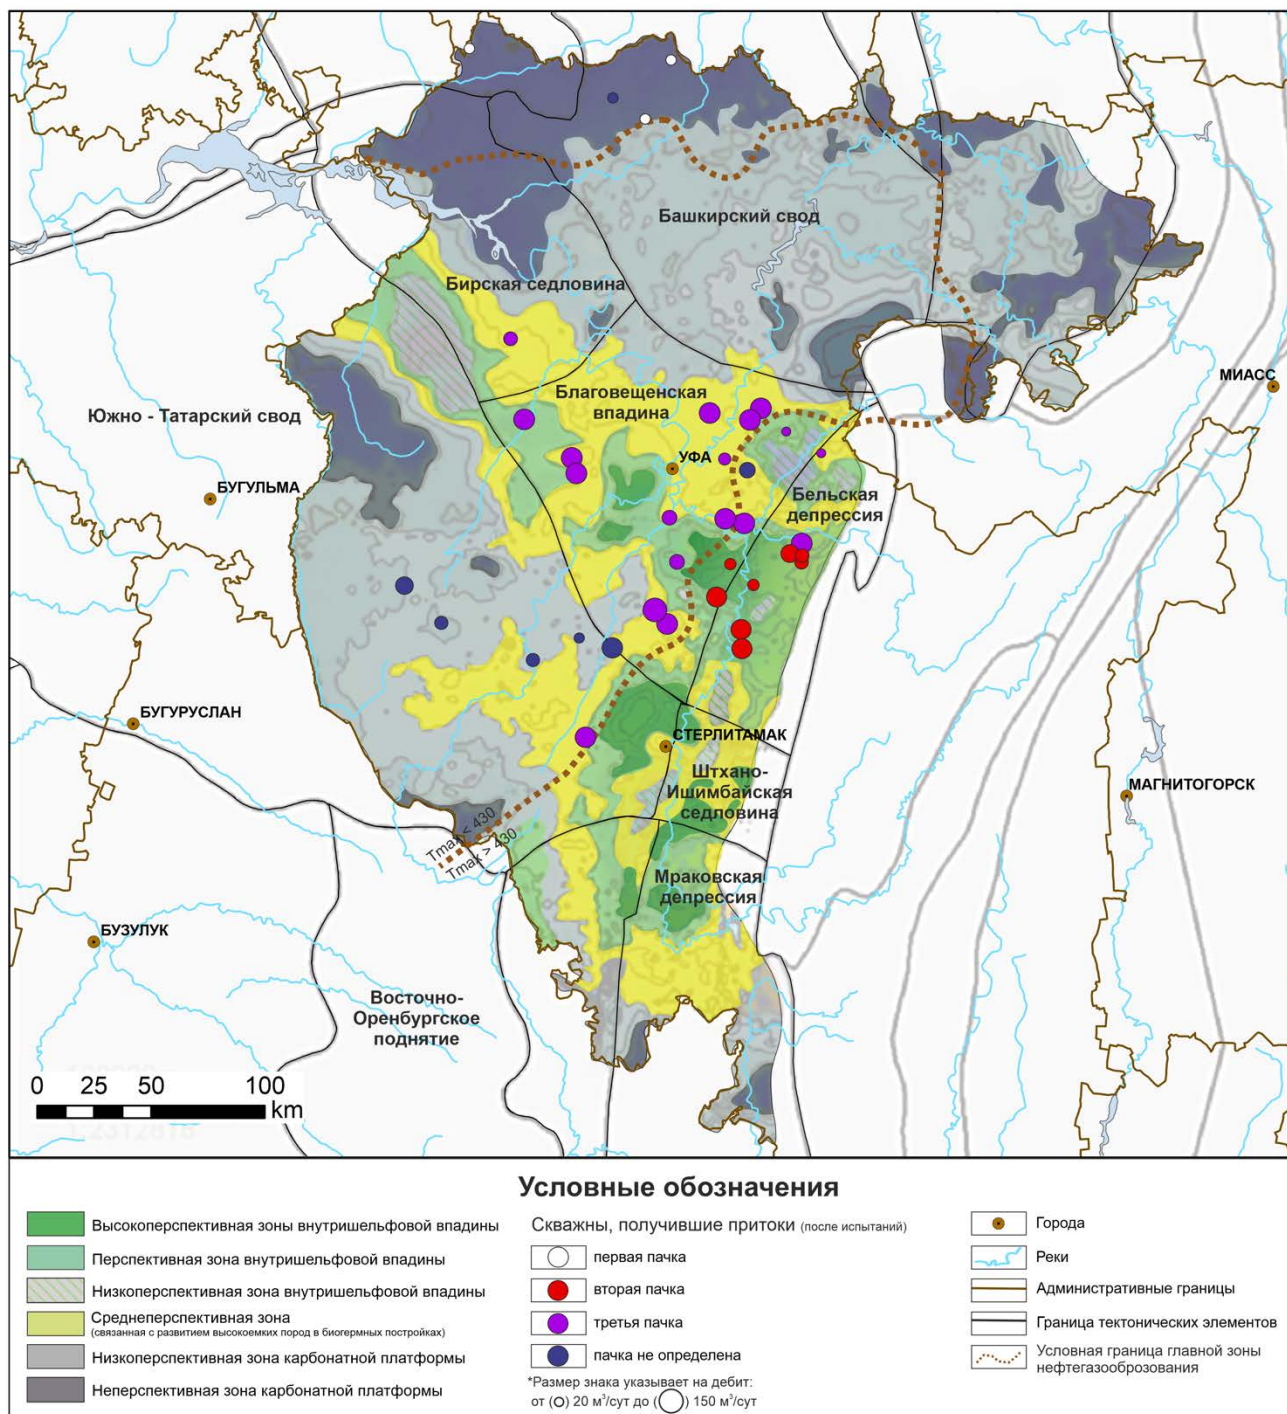 Башкирский свод
Бирская седловина
МИАСС
Благовещенская
впадина
Южно - Татарский свод
УФА
БУГУЛЬМА
Бельская
депрессия
БУГУРУСЛАН
СТЕРЛИТАМАК
Штхано-
Ишимбайская
седловина
МАГНИТОГОРСК
Tmax < 430
Tmax > 430
Мраковская
депрессия
БУЗУЛУК
Восточно-
Оренбургское
поднятие
0 25 50 100
km
Условные обозначения
Высокоперспективная зоны внутришельфовой впадины
Перспективная зона внутришельфовой впадины
Низкоперспективная зона внутришельфовой впадины
Среднеперспективная зона
(связанная с развитием высокоемких пород в биогермных постройках)
Низкоперспективная зона карбонатной платформы
Неперспективная зона карбонатной платформы
Скважны, получившие притоки (после испытаний)
первая пачка
вторая пачка
третья пачка
пачка не определена
*Размер знака указывает на дебит:
от ( ) 20 м³/сут до ( ) 150 м³/сут
Города
Реки
Административные границы
Граница тектонических элементов
Условная граница главной зоны
нефтегазооброзования